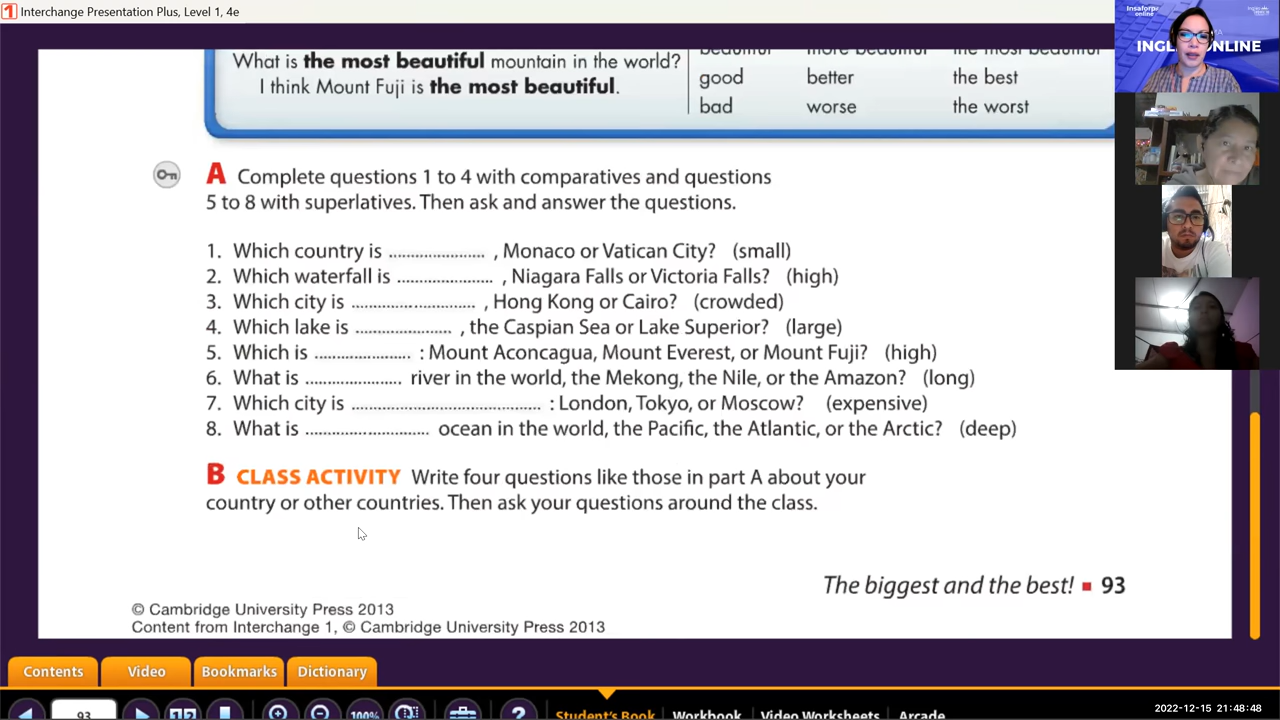 Interchange Presentation Plus, Level 1, 4e
What is the most beautiful mountain in the world?
I think Mount Fuji is the most beautiful.
beautiful more beautiful the most beautiful
good better the best
bad worse the worst
A Complete questions 1 to 4 with comparatives and questions
5 to 8 with superlatives. Then ask and answer the questions.
1. Which country is ...................... , Monaco or Vatican City? (small)
2. Which waterfall is ...................... , Niagara Falls or Victoria Falls? (high)
3. Which city is ............................ , Hong Kong or Cairo? (crowded)
4. Which lake is ...................... , the Caspian Sea or Lake Superior? (large)
5. Which is ...................... : Mount Aconcagua, Mount Everest, or Mount Fuji? (high)
6. What is ...................... river in the world, the Mekong, the Nile, or the Amazon? (long)
7. Which city is ............................................ : London, Tokyo, or Moscow? (expensive)
8. What is ............................ ocean in the world, the Pacific, the Atlantic, or the Arctic? (deep)
B CLASS ACTIVITY Write four questions like those in part A about your
country or other countries. Then ask your questions around the class.
The biggest and the best! ■ 93
© Cambridge University Press 2013
Content from Interchange 1, © Cambridge University Press 2013
Contents Video Bookmarks Dictionary
93 100% ? Student's Book Workbook Video Worksheets Arcade
Insaforp
online
ONLINE
2022-12-15 21:48:48